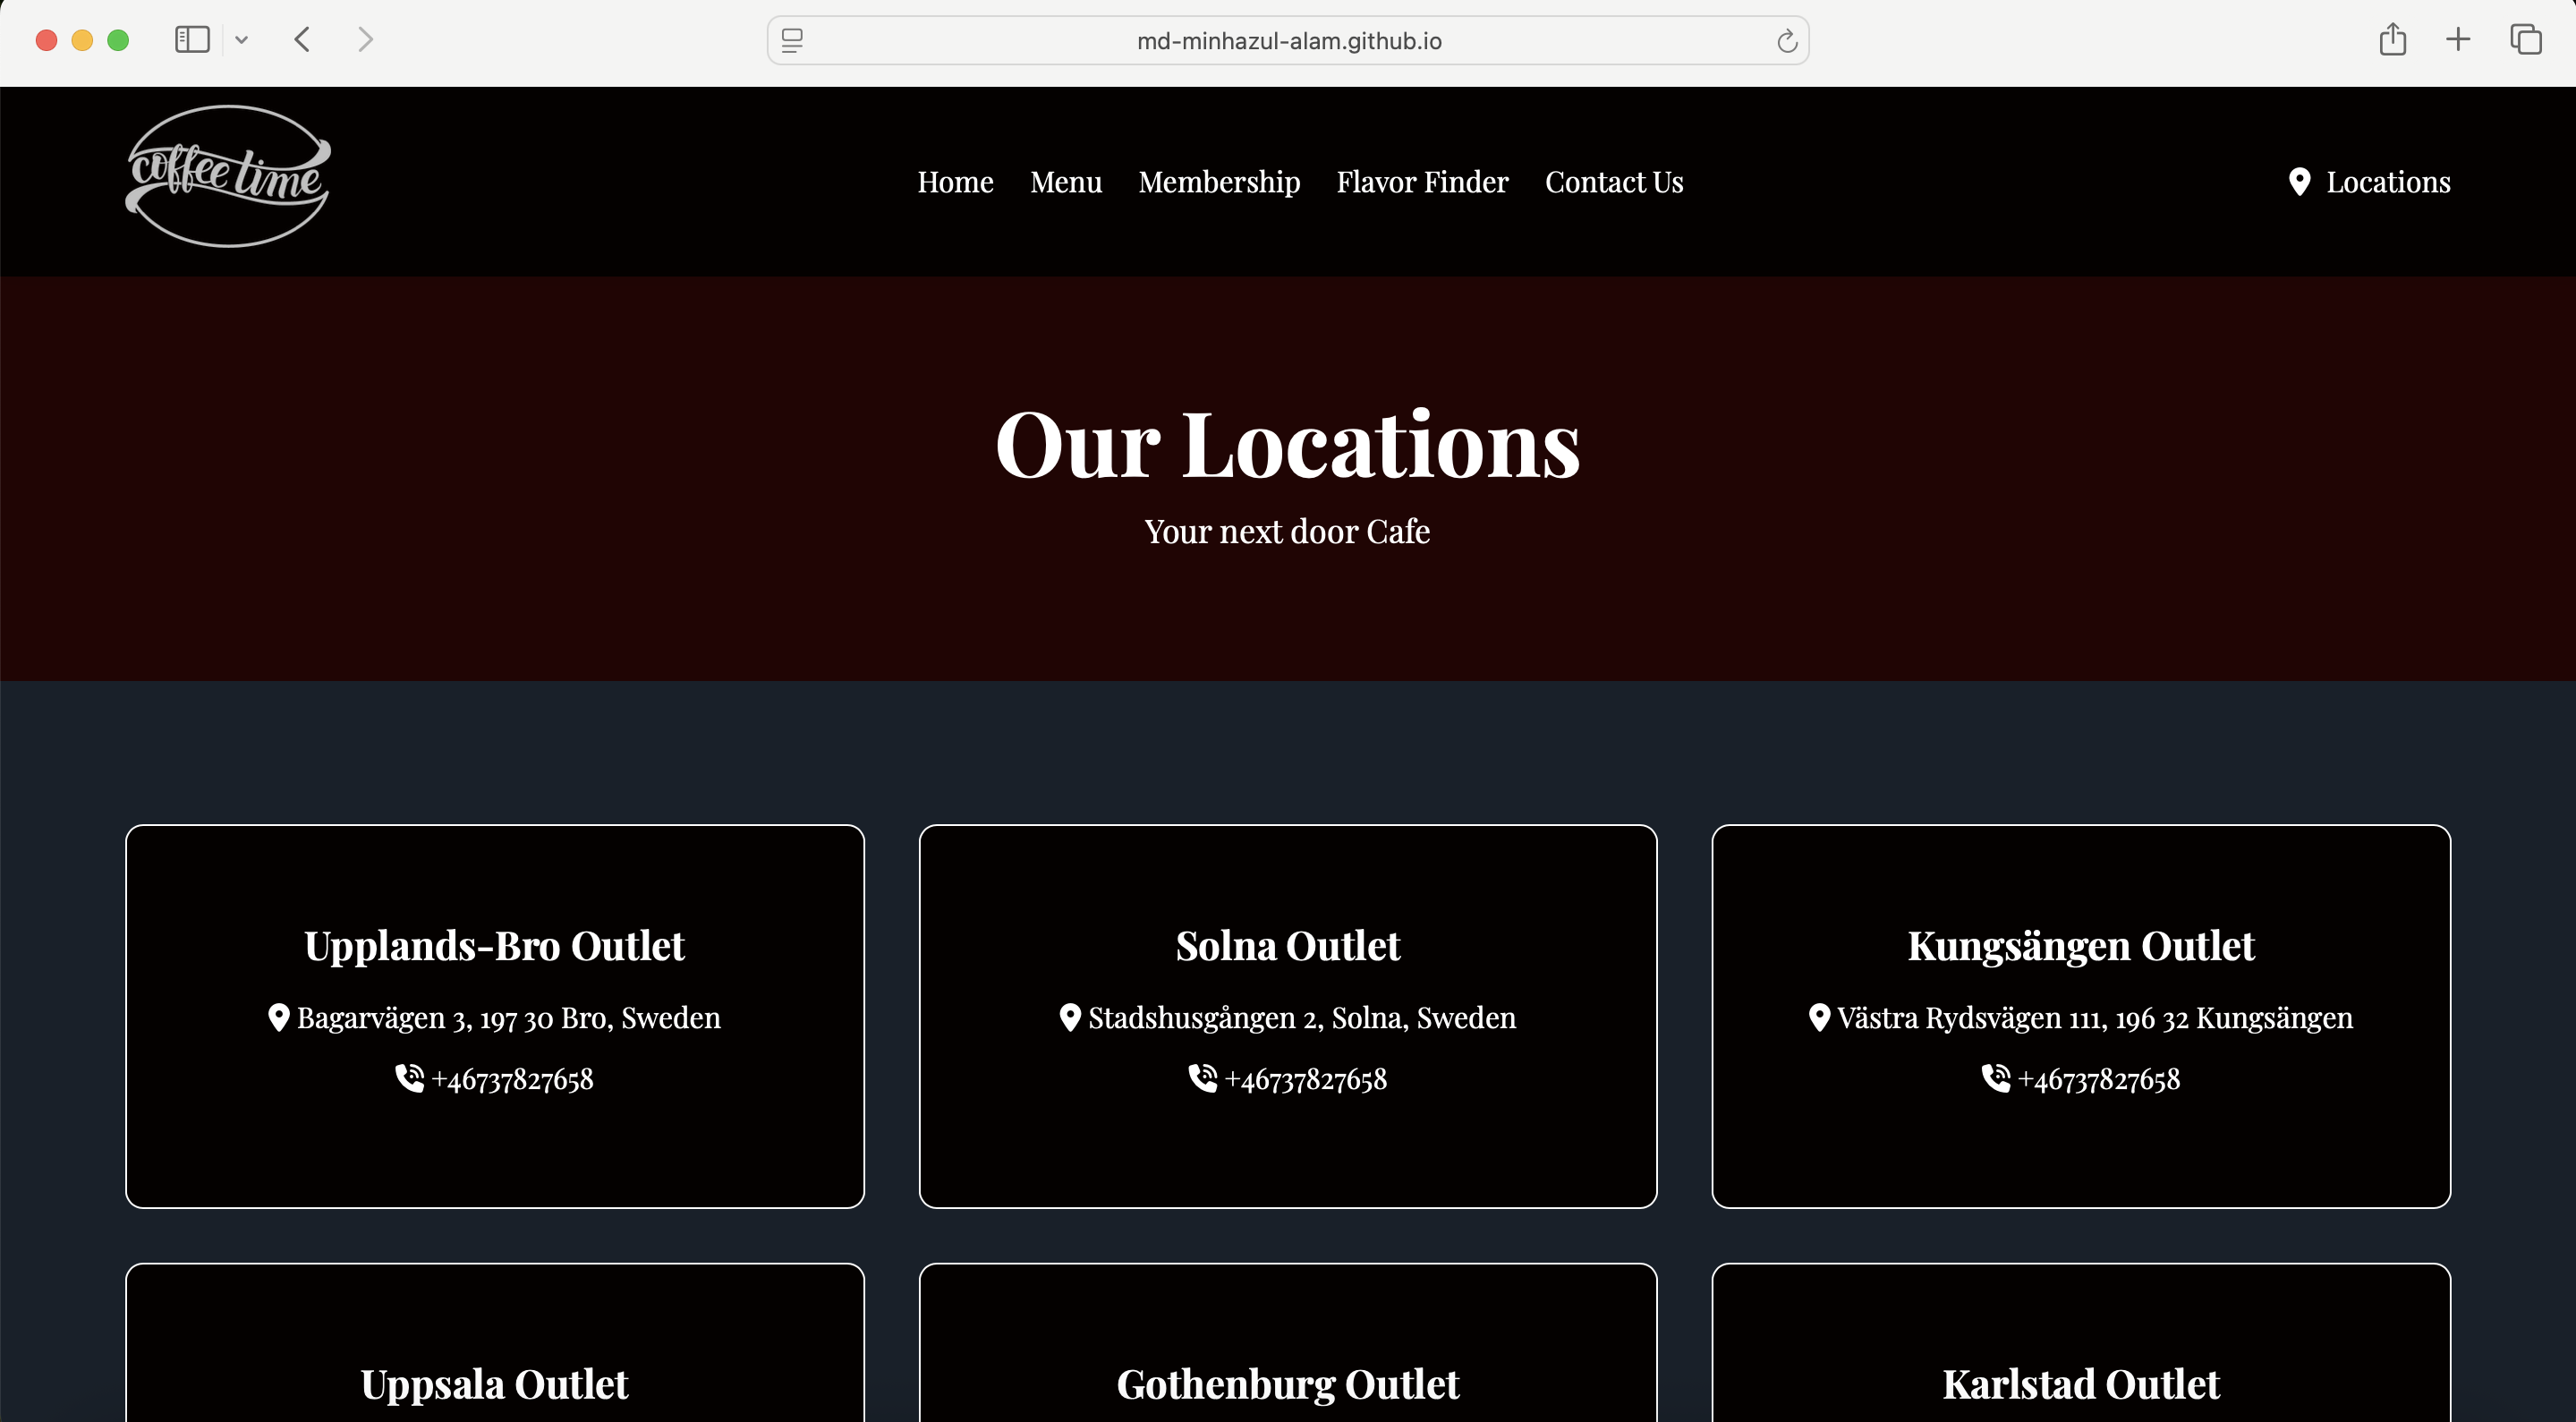 md-minhazul-alam.github.io
coffee time
Home Menu Membership Flavor Finder Contact Us Locations
Our Locations
Your next door Cafe
Upplands-Bro Outlet
Bagarvägen 3, 197 30 Bro, Sweden
+46737827658
Solna Outlet
Stadshusgången 2, Solna, Sweden
+46737827658
Kungsängen Outlet
Västra Rydsvägen 111, 196 32 Kungsängen
+46737827658
Uppsala Outlet
Gothenburg Outlet
Karlstad Outlet